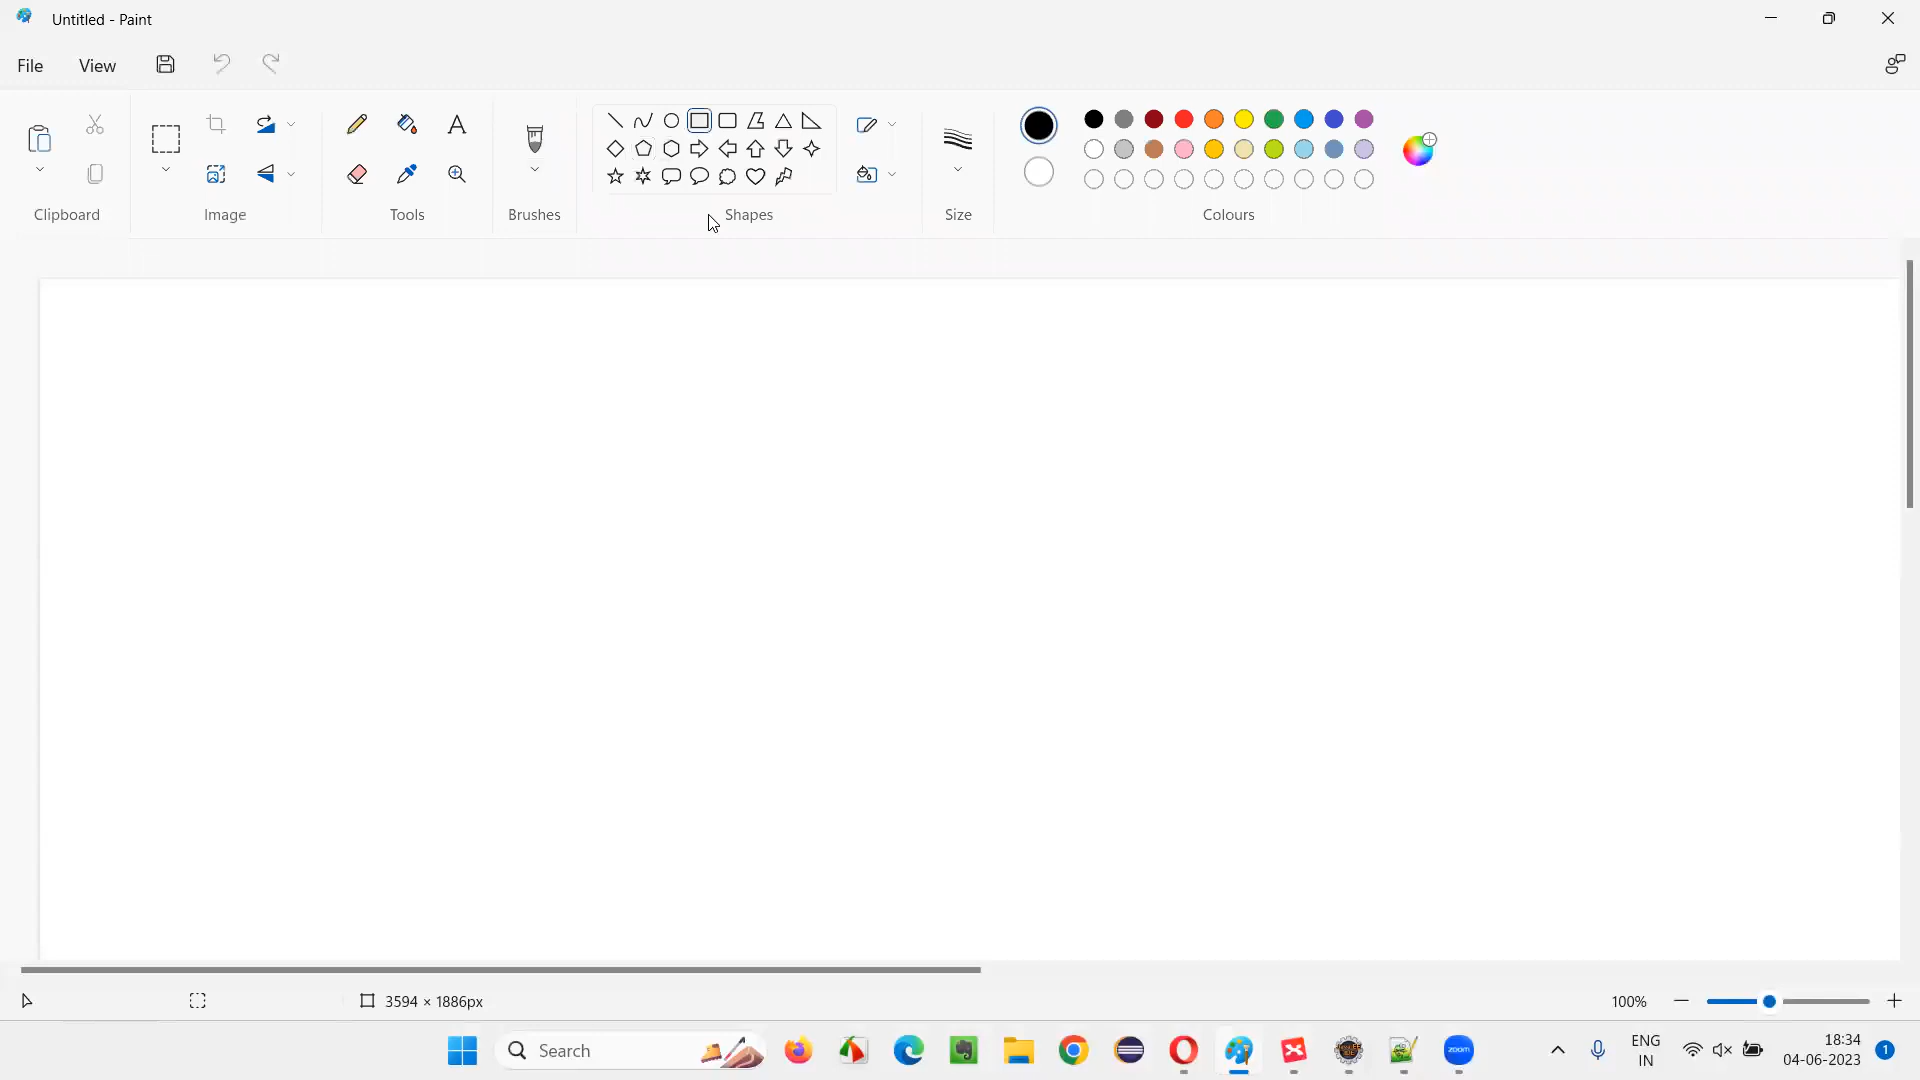 Untitled - Paint
File View
Clipboard Image Tools Brushes Shapes Size Colours
3594 × 1886px 100%
Search zoom ENG 18:34
IN 04-06-2023 1